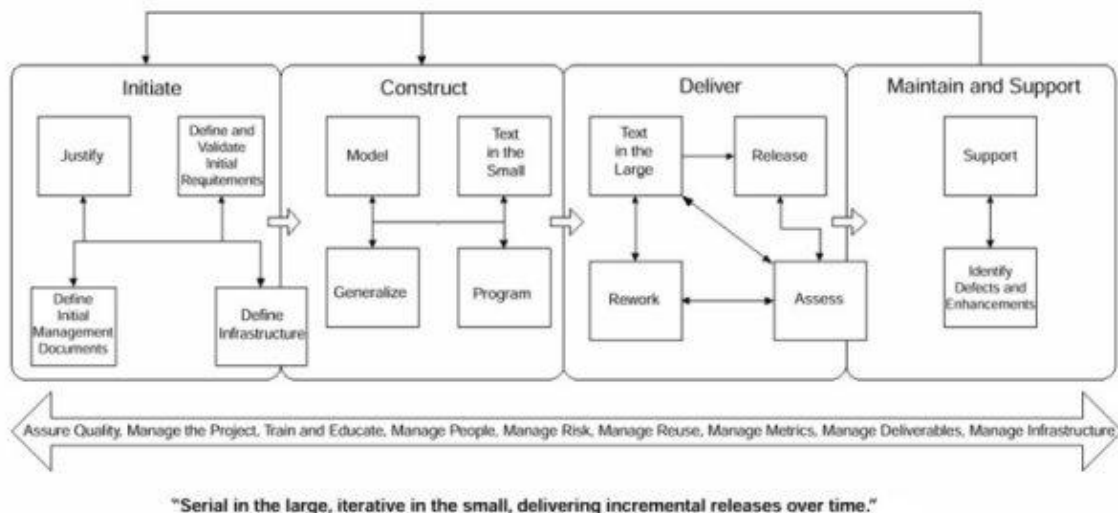 Initiate
Justify
Define and
Validate
Initial
Requitements
Define
Initial
Management
Documents
Define
Infrastructure
Construct
Model
Text
in the
Small
Generalize
Program
Deliver
Text
in the
Large
Release
Rework
Assess
Maintain and Support
Support
Identify
Defects and
Enhancements
Assure Quality, Manage the Project, Train and Educate, Manage People, Manage Risk, Manage Reuse, Manage Metrics, Manage Deliverables, Manage Infrastructure
"Serial in the large, iterative in the small, delivering incremental releases over time."